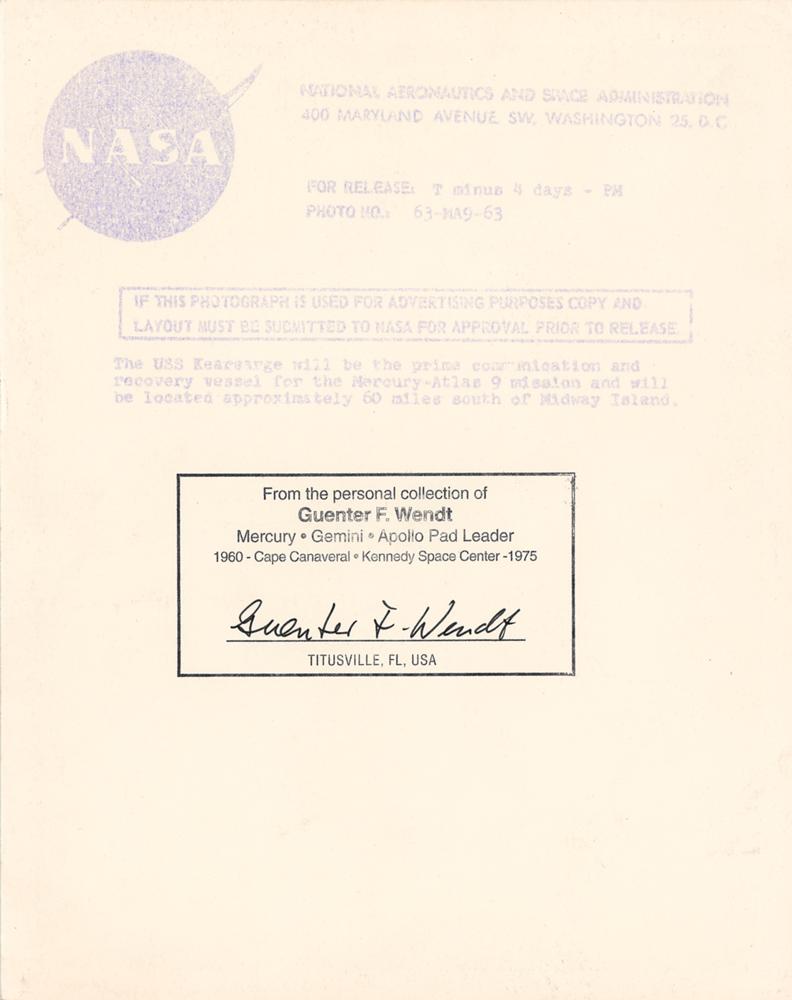 NASA
NATIONAL AERONAUTICS AND SPACE ADMINISTRATION
400 MARYLAND AVENUE SW, WASHINGTON 25, D.C.
FOR RELEASE: T minus 4 days - PM
PHOTO NO.: 63-MA9-63
IF THIS PHOTOGRAPH IS USED FOR ADVERTISING PURPOSES COPY AND
LAYOUT MUST BE SUBMITTED TO NASA FOR APPROVAL PRIOR TO RELEASE.
The USS Kearsarge will be the prime communication and
recovery vessel for the Mercury-Atlas 9 mission and will
be located approximately 60 miles south of Midway Island.
From the personal collection of
Guenter F. Wendt
Mercury • Gemini • Apollo Pad Leader
1960 - Cape Canaveral • Kennedy Space Center -1975
Guenter F. Wendt
TITUSVILLE, FL, USA